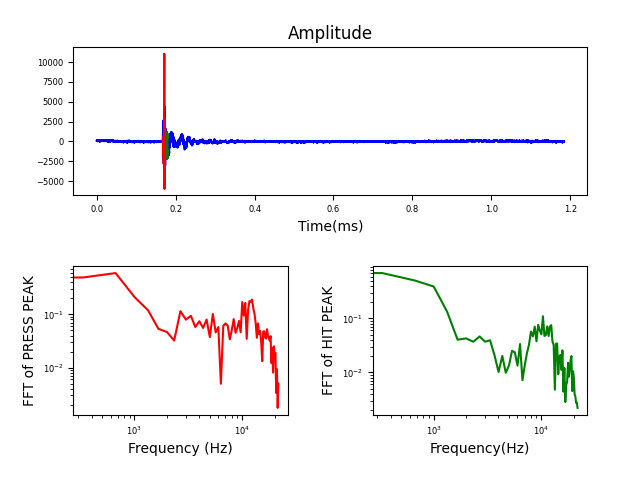 Amplitude
10000
7500
5000
2500
0
−2500
−5000
0.0 0.2 0.4 0.6 0.8 1.0 1.2
Time(ms)
FFT of PRESS PEAK
10⁻¹
10⁻²
10³ 10⁴
Frequency (Hz)
FFT of HIT PEAK
10⁻¹
10⁻²
10³ 10⁴
Frequency(Hz)